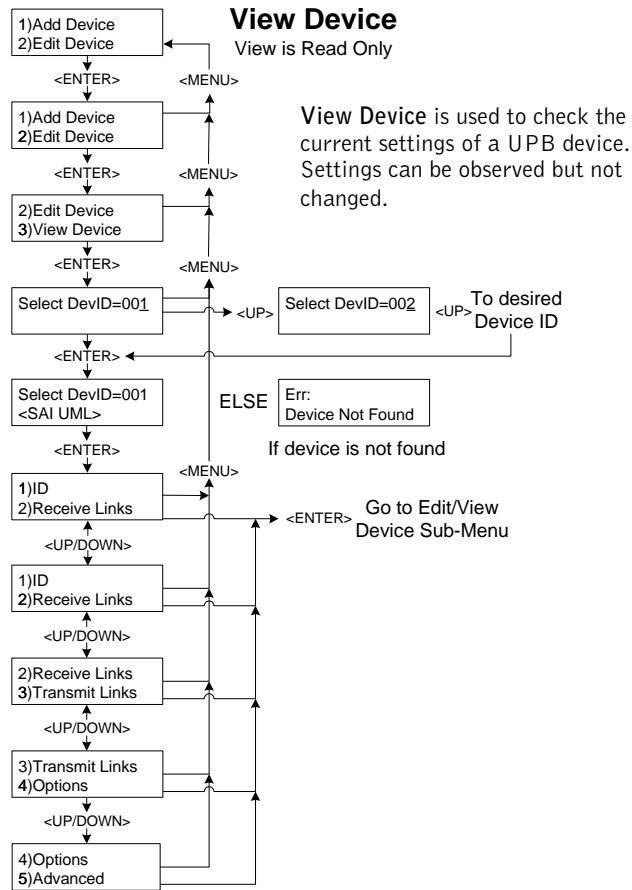 View Device
View is Read Only
1)Add Device
2)Edit Device
<ENTER>
<MENU>
View Device is used to check the
current settings of a UPB device.
Settings can be observed but not
changed.
1)Add Device
2)Edit Device
<ENTER>
<MENU>
2)Edit Device
3)View Device
<ENTER>
<MENU>
Select DevID=001
<UP>
Select DevID=002
<UP>
To desired
Device ID
<ENTER>
Select DevID=001
<SAI UML>
ELSE
Err:
Device Not Found
If device is not found
<ENTER>
<MENU>
1)ID
2)Receive Links
<ENTER>
Go to Edit/View
Device Sub-Menu
<UP/DOWN>
1)ID
2)Receive Links
<UP/DOWN>
2)Receive Links
3)Transmit Links
<UP/DOWN>
3)Transmit Links
4)Options
<UP/DOWN>
4)Options
5)Advanced